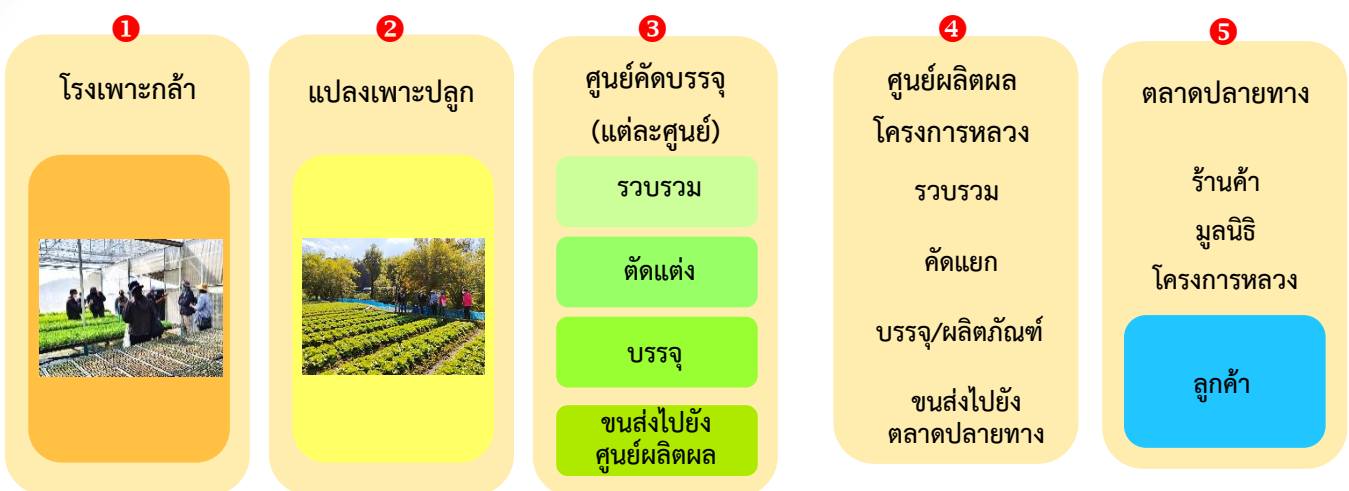 ❶
โรงเพาะกล้า
❷
แปลงเพาะปลูก
❸
ศูนย์คัดบรรจุ
(แต่ละศูนย์)
รวบรวม
ตัดแต่ง
บรรจุ
ขนส่งไปยัง
ศูนย์ผลิตผล
❹
ศูนย์ผลิตผล
โครงการหลวง
รวบรวม
คัดแยก
บรรจุ/ผลิตภัณฑ์
ขนส่งไปยัง
ตลาดปลายทาง
❺
ตลาดปลายทาง
ร้านค้า
มูลนิธิ
โครงการหลวง
ลูกค้า